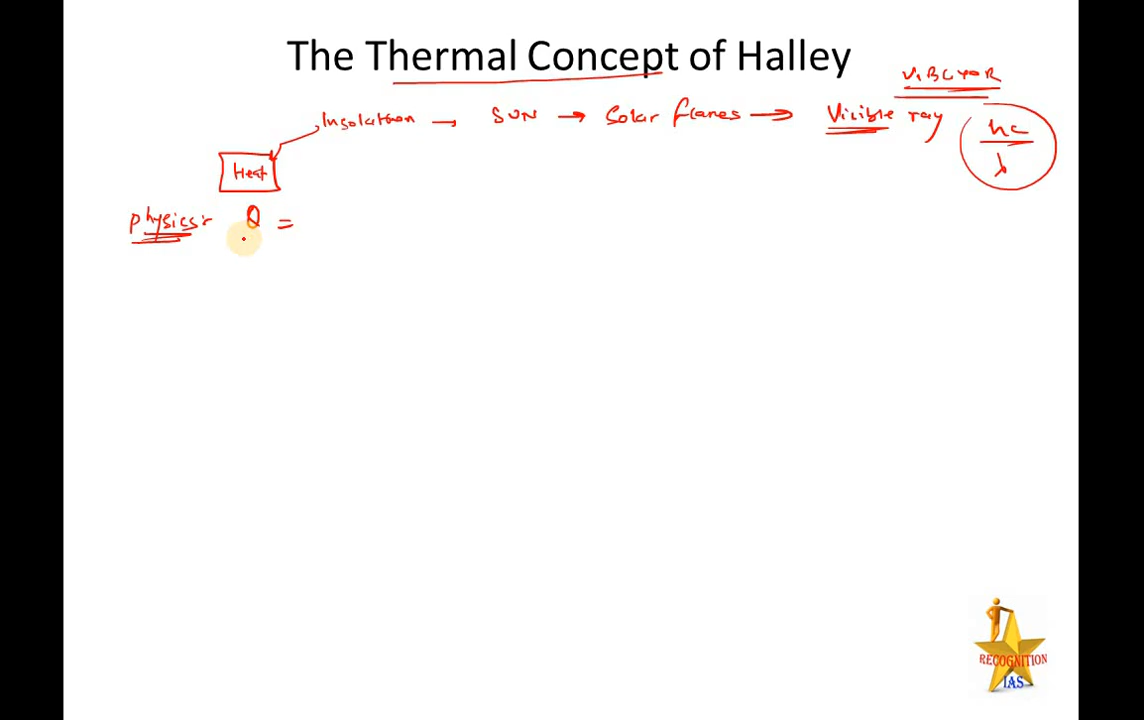 The Thermal Concept of Halley
VIBGYOR
Insolation → SUN → Solar flares → Visible ray
hc
λ
Heat
physics:- Q =
RECOGNITION
IAS